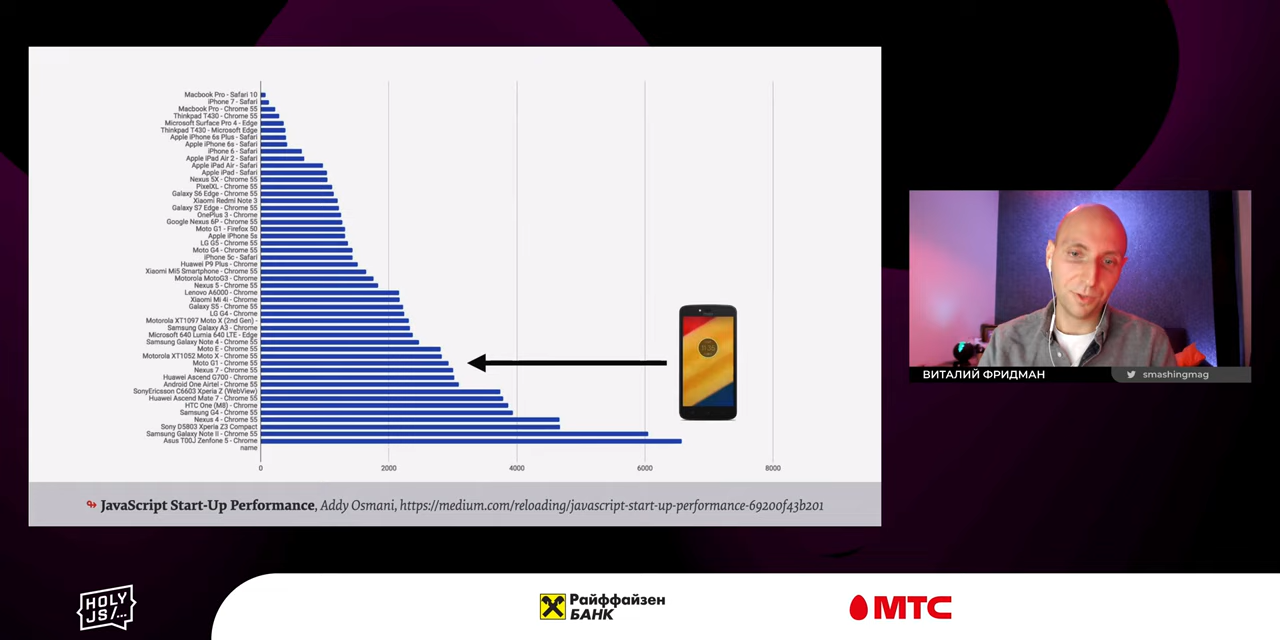 Macbook Pro - Safari 10
iPhone 7 - Safari
Macbook Pro - Chrome 55
Thinkpad T430 - Chrome 55
Microsoft Surface Pro 4 - Edge
Thinkpad T430 - Microsoft Edge
Apple iPhone 6s Plus - Safari
Apple iPhone 6s - Safari
iPhone 6 - Safari
Apple iPad Air 2 - Safari
Apple iPad Air - Safari
Apple iPad - Safari
Nexus 5X - Chrome 55
PixelXL - Chrome 55
Galaxy S6 Edge - Chrome 55
Xiaomi Redmi Note 3
Galaxy S7 Edge - Chrome 55
OnePlus 3 - Chrome
Google Nexus 6P - Chrome 55
Moto G1 - Firefox 50
Apple iPhone 5s
LG G5 - Chrome 55
Moto G4 - Chrome 55
iPhone 5c - Safari
Huawei P9 Plus - Chrome
Xiaomi Mi5 Smartphone - Chrome 55
Motorola MotoG3 - Chrome
Nexus 5 - Chrome 55
Lenovo A6000 - Chrome
Xiaomi Mi 4i - Chrome
Galaxy S5 - Chrome 55
LG G4 - Chrome 55
Motorola XT1097 Moto X (2nd Gen) -
Samsung Galaxy A3 - Chrome
Microsoft 640 Lumia 640 LTE - Edge
Samsung Galaxy Note 4 - Chrome 55
Moto E - Chrome 55
Motorola XT1052 Moto X - Chrome 55
Moto G1 - Chrome 55
Nexus 7 - Chrome 55
Huawei Ascend G700 - Chrome 55
Android One Airtel - Chrome 55
SonyEricsson C6603 Xperia Z (WebView)
Huawei Ascend Mate 7 - Chrome 55
HTC One (M8) - Chrome
Samsung G4 - Chrome 55
Nexus 4 - Chrome 55
Sony D5803 Xperia Z3 Compact
Samsung Galaxy Note II - Chrome 55
Asus T00J Zenfone 5 - Chrome
name
0 2000 4000 6000 8000
JavaScript Start-Up Performance, Addy Osmani, https://medium.com/reloading/javascript-start-up-performance-69200f43b201
ВИТАЛИЙ ФРИДМАН
smashingmag
HOLY
JS/...
Райффайзен
БАНК
МТС